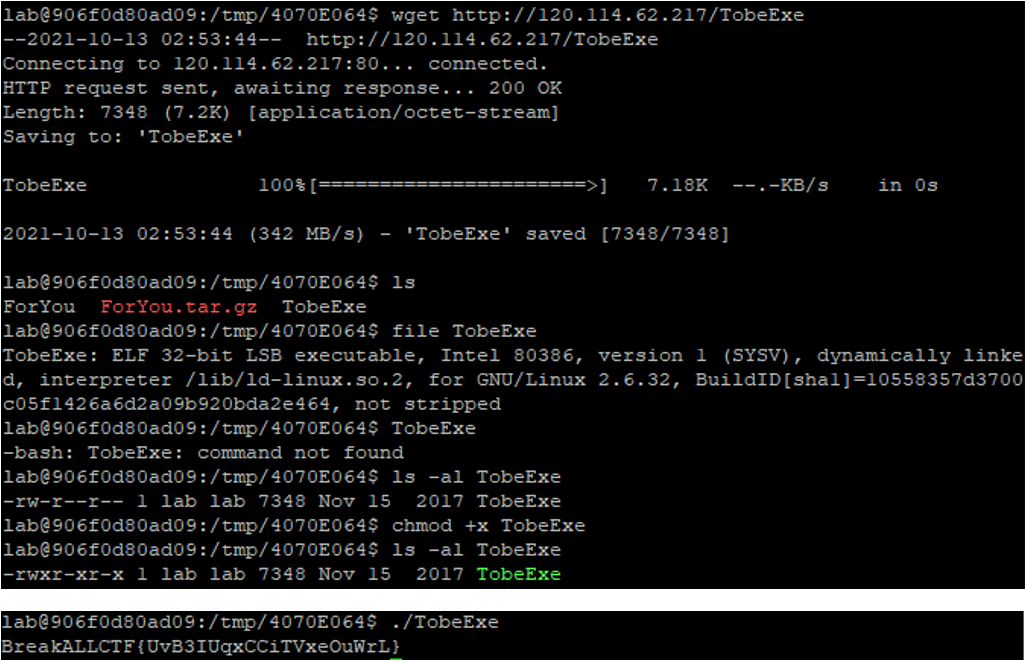 lab@906f0d80ad09:/tmp/4070E064$ wget http://120.114.62.217/TobeExe
--2021-10-13 02:53:44--  http://120.114.62.217/TobeExe
Connecting to 120.114.62.217:80... connected.
HTTP request sent, awaiting response... 200 OK
Length: 7348 (7.2K) [application/octet-stream]
Saving to: 'TobeExe'
TobeExe             100%[======================>]   7.18K  --.-KB/s    in 0s
2021-10-13 02:53:44 (342 MB/s) - 'TobeExe' saved [7348/7348]
lab@906f0d80ad09:/tmp/4070E064$ ls
ForYou  ForYou.tar.gz  TobeExe
lab@906f0d80ad09:/tmp/4070E064$ file TobeExe
TobeExe: ELF 32-bit LSB executable, Intel 80386, version 1 (SYSV), dynamically linke
d, interpreter /lib/ld-linux.so.2, for GNU/Linux 2.6.32, BuildID[sha1]=10558357d3700
c05f1426a6d2a09b920bda2e464, not stripped
lab@906f0d80ad09:/tmp/4070E064$ TobeExe
-bash: TobeExe: command not found
lab@906f0d80ad09:/tmp/4070E064$ ls -al TobeExe
-rw-r--r-- 1 lab lab 7348 Nov 15  2017 TobeExe
lab@906f0d80ad09:/tmp/4070E064$ chmod +x TobeExe
lab@906f0d80ad09:/tmp/4070E064$ ls -al TobeExe
-rwxr-xr-x 1 lab lab 7348 Nov 15  2017 TobeExe
lab@906f0d80ad09:/tmp/4070E064$ ./TobeExe
BreakALLCTF{UvB3IUqxCCiTVxeOuWrL}